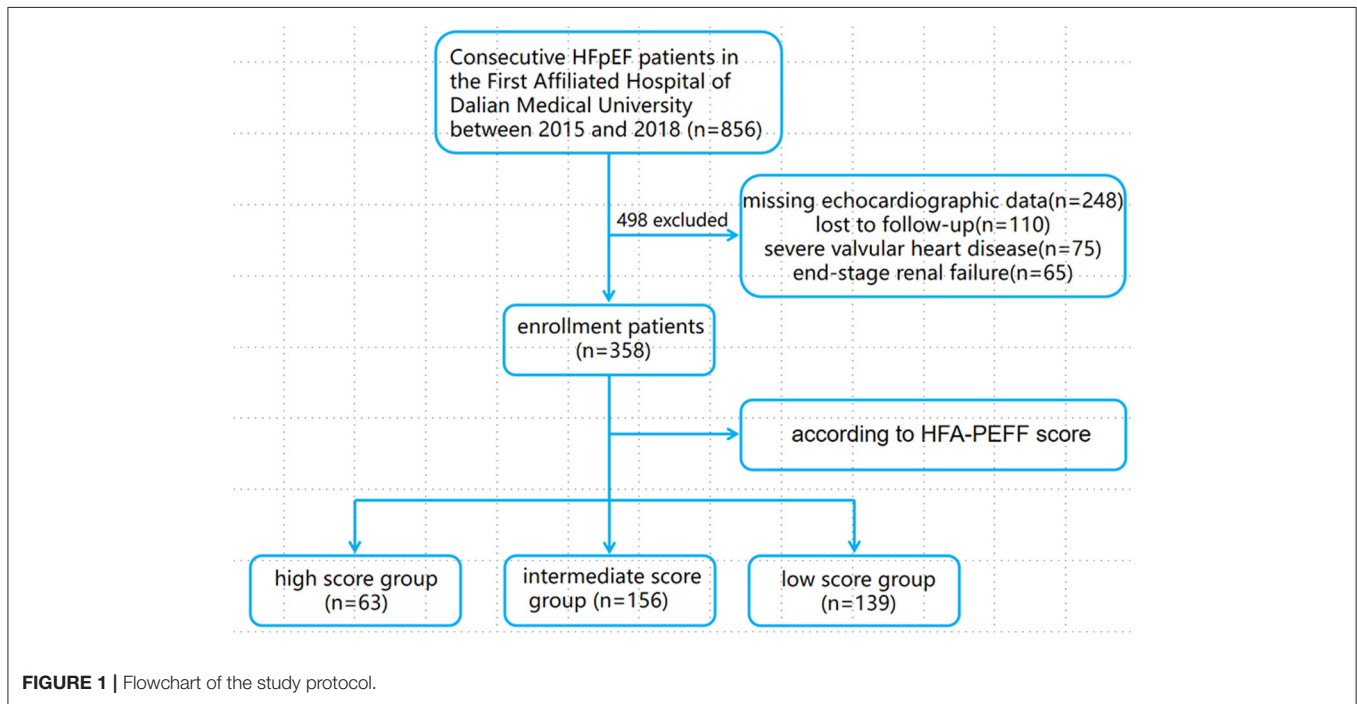 Consecutive HFpEF patients in
the First Affiliated Hospital of
Dalian Medical University
between 2015 and 2018 (n=856)
498 excluded
missing echocardiographic data(n=248)
lost to follow-up(n=110)
severe valvular heart disease(n=75)
end-stage renal failure(n=65)
enrollment patients
(n=358)
according to HFA-PEFF score
high score group
(n=63)
intermediate score
group (n=156)
low score group
(n=139)
FIGURE 1 | Flowchart of the study protocol.